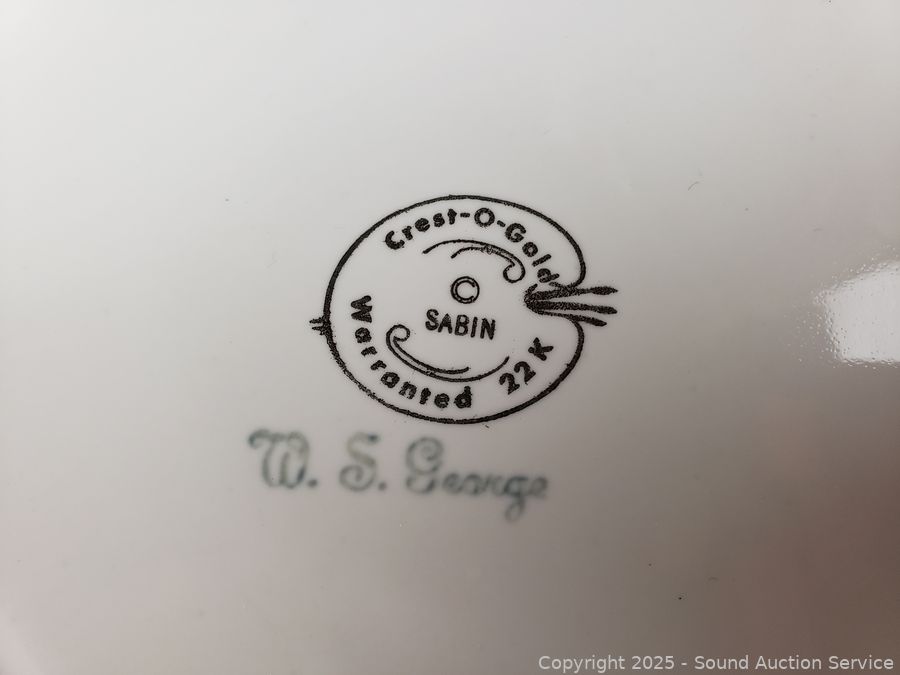 Crest-O-Gold
©
SABIN
Warranted 22K
W. S. George
Copyright 2025 - Sound Auction Service